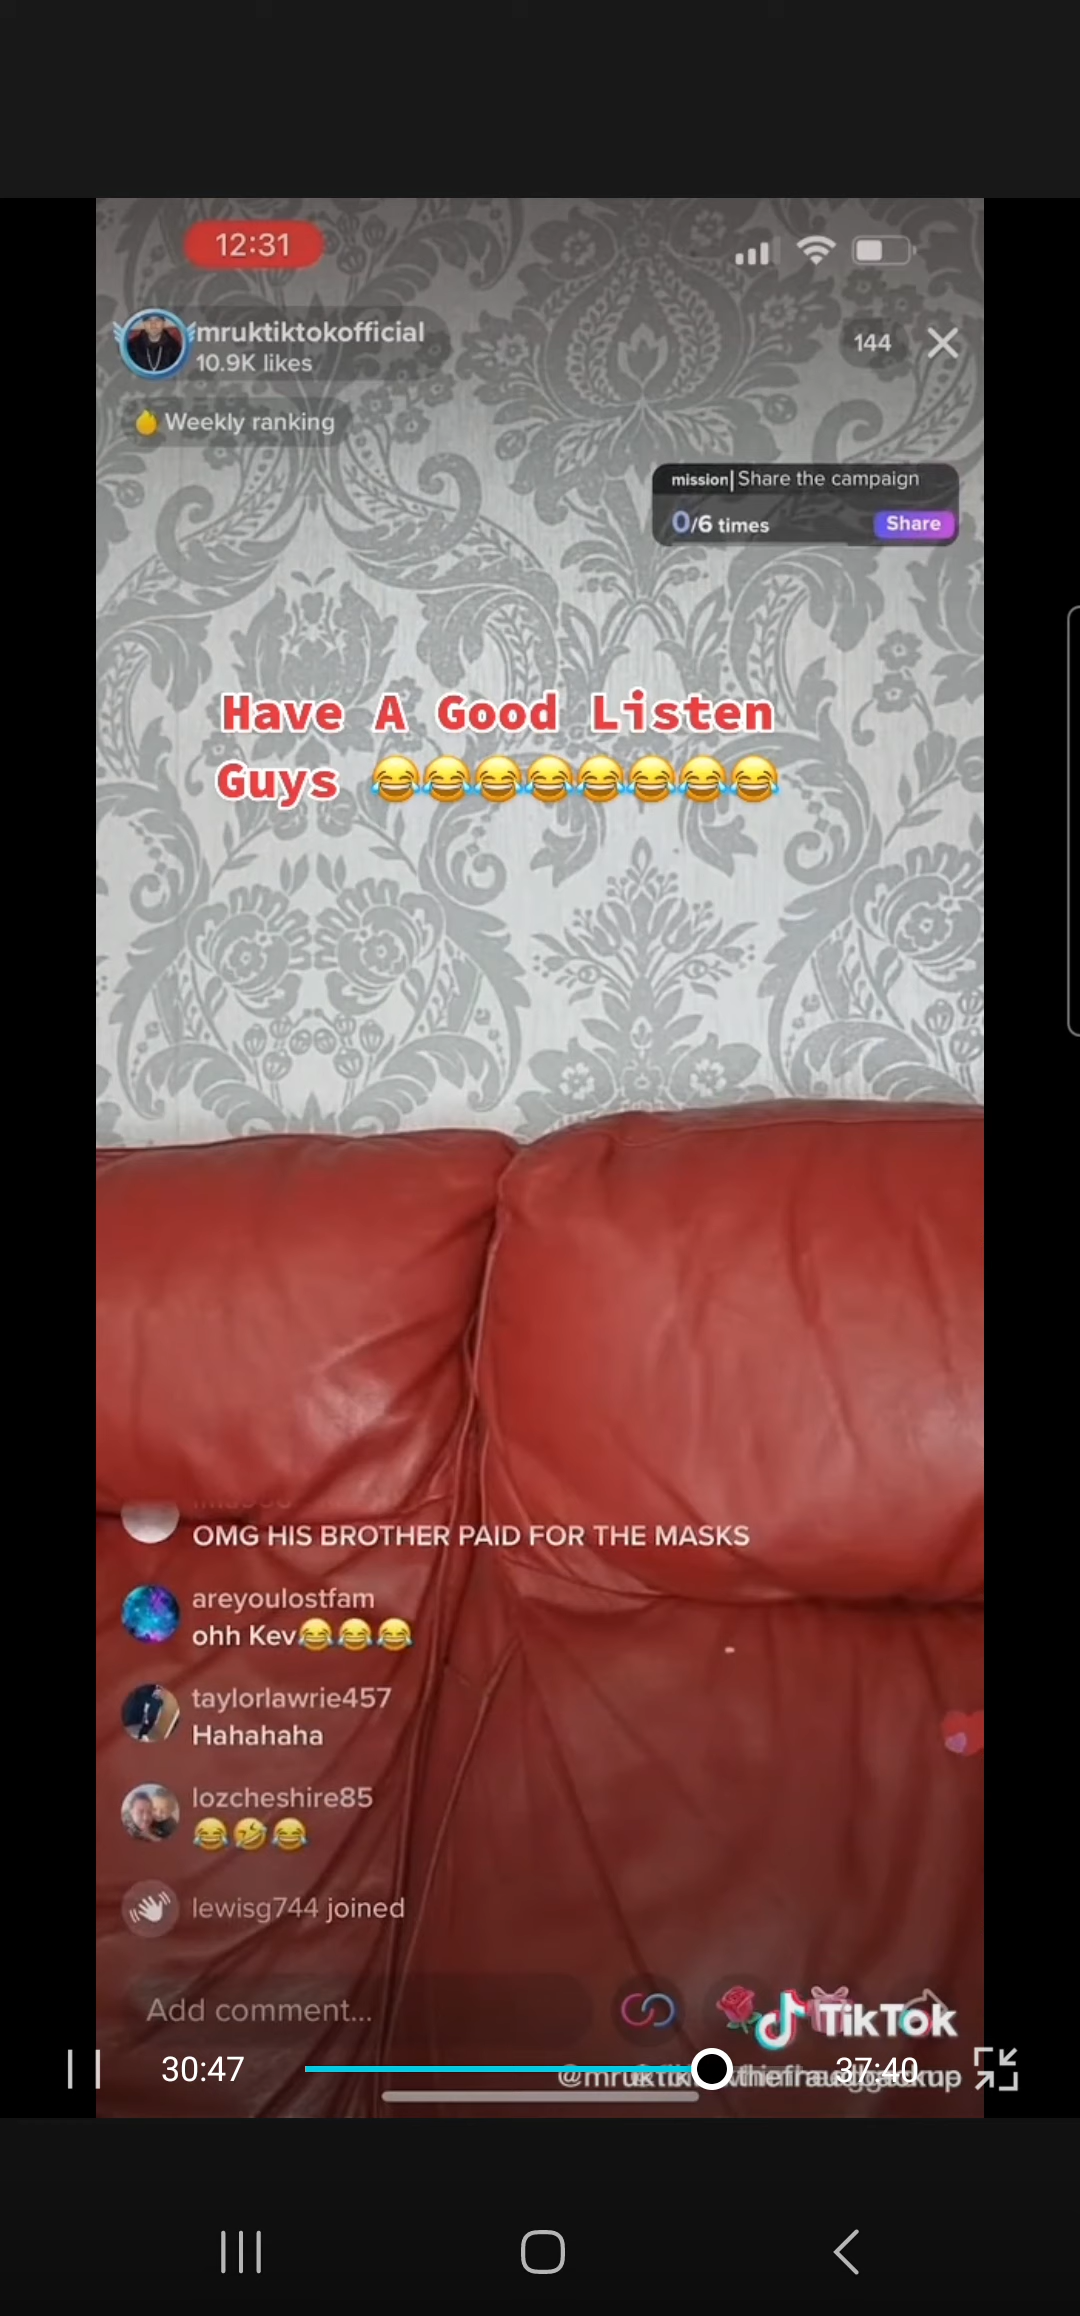 12:31
mruktiktokofficial
10.9K likes
144
Weekly ranking
mission| Share the campaign
0/6 times
Share
Have A Good Listen
Guys 😂😂😂😂😂😂😂😂
OMG HIS BROTHER PAID FOR THE MASKS
areyoulostfam
ohh Kev😂😂😂
taylorlawrie457
Hahahaha
lozcheshire85
😂🤣😂
lewisg744 joined
Add comment...
TikTok
30:47
37:40